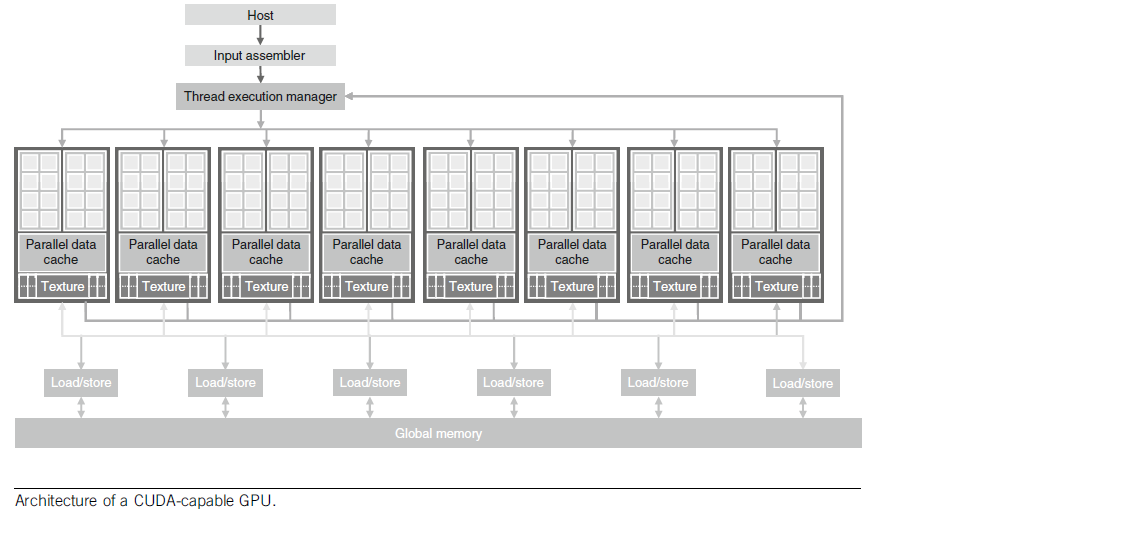 Host
Input assembler
Thread execution manager
Parallel data
cache
Parallel data
cache
Parallel data
cache
Parallel data
cache
Parallel data
cache
Parallel data
cache
Parallel data
cache
Parallel data
cache
Texture
Texture
Texture
Texture
Texture
Texture
Texture
Texture
Load/store
Load/store
Load/store
Load/store
Load/store
Load/store
Global memory
Architecture of a CUDA-capable GPU.